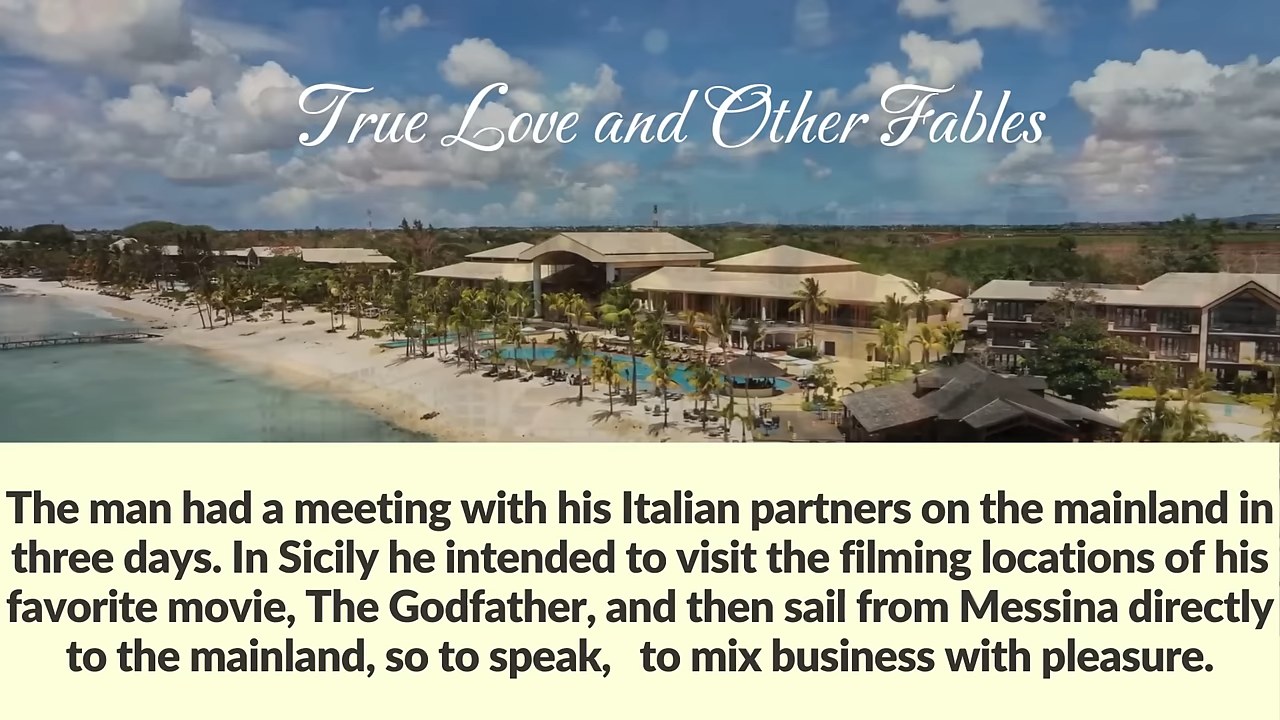 True Love and Other Fables
The man had a meeting with his Italian partners on the mainland in
three days. In Sicily he intended to visit the filming locations of his
favorite movie, The Godfather, and then sail from Messina directly
to the mainland, so to speak,   to mix business with pleasure.